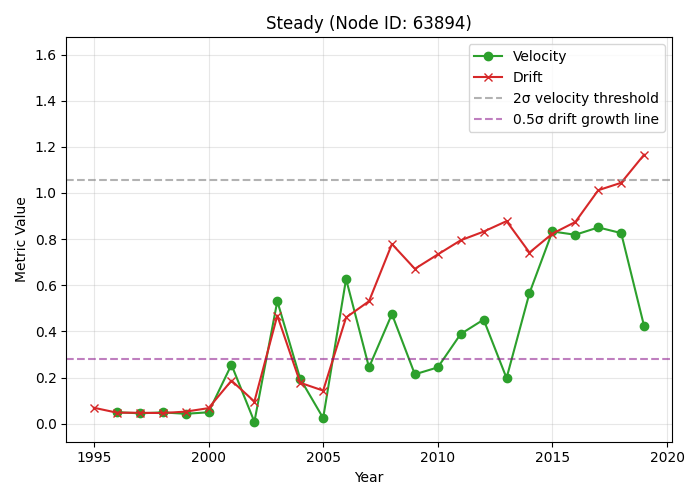 Steady (Node ID: 63894)
Velocity
Drift
2σ velocity threshold
0.5σ drift growth line
Metric Value
1.6
1.4
1.2
1.0
0.8
0.6
0.4
0.2
0.0
1995
2000
2005
2010
2015
2020
Year